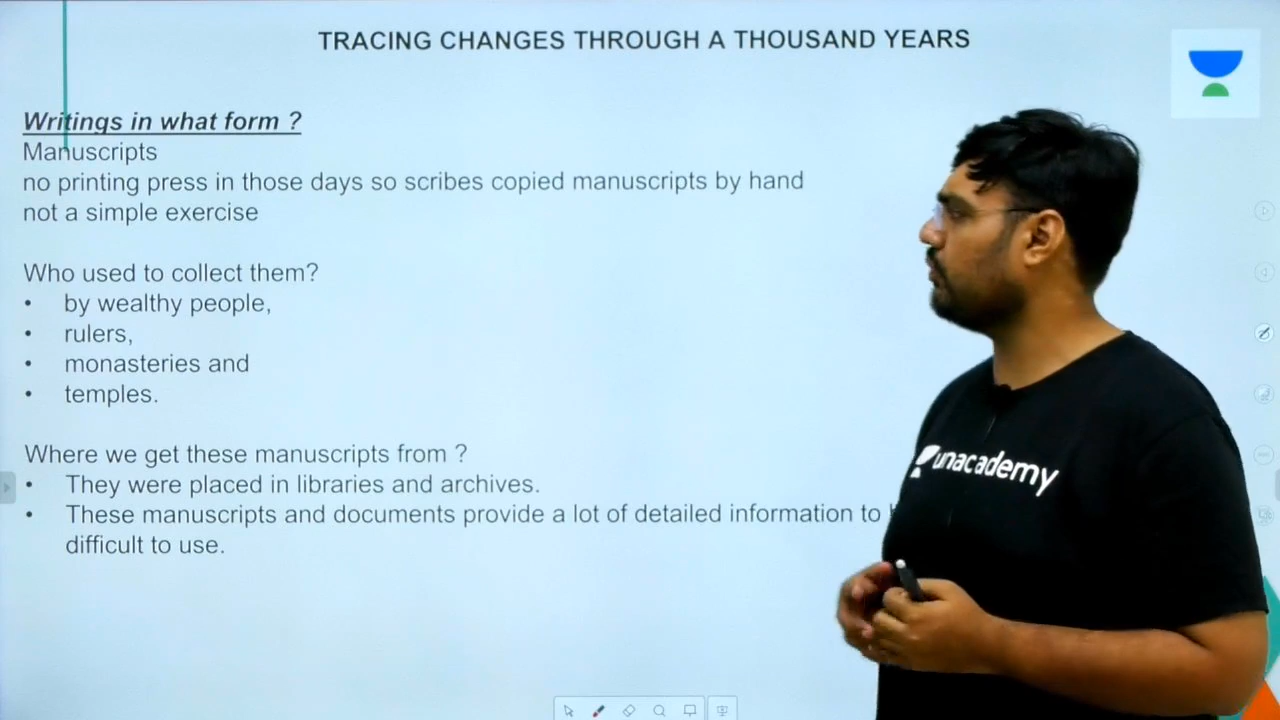 TRACING CHANGES THROUGH A THOUSAND YEARS
Writings in what form ?
Manuscripts
no printing press in those days so scribes copied manuscripts by hand
not a simple exercise
Who used to collect them?
• by wealthy people,
• rulers,
• monasteries and
• temples.
Where we get these manuscripts from ?
• They were placed in libraries and archives.
• These manuscripts and documents provide a lot of detailed information to
difficult to use.
unacademy